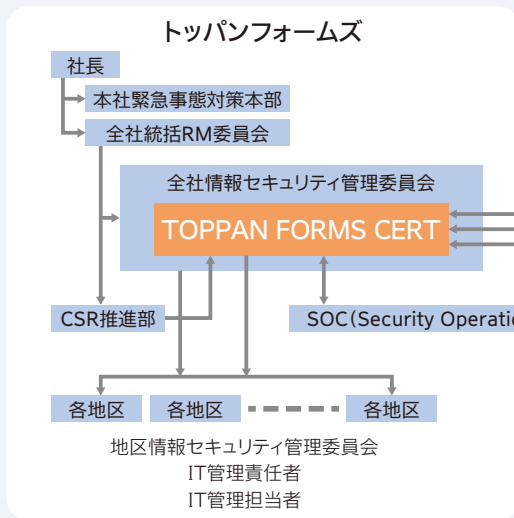 トッパンフォームズ
社長
本社緊急事態対策本部
全社統括RM委員会
全社情報セキュリティ管理委員会
TOPPAN FORMS CERT
CSR推進部
SOC(Security Operatio
各地区
各地区
各地区
地区情報セキュリティ管理委員会
IT管理責任者
IT管理担当者